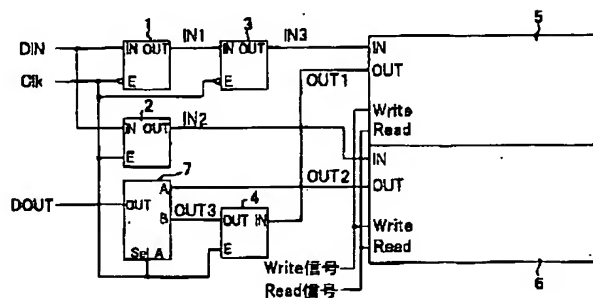 1
3
5
DIN
IN OUT
IN1
IN OUT
IN3
IN
Clk
E
E
OUT1
OUT
2
Write
IN OUT
IN2
Read
E
IN
7
A
OUT2
OUT
4
DOUT
OUT
B
OUT3
OUT IN
Write
Sel A
E
Read
Write信号
Read信号
6